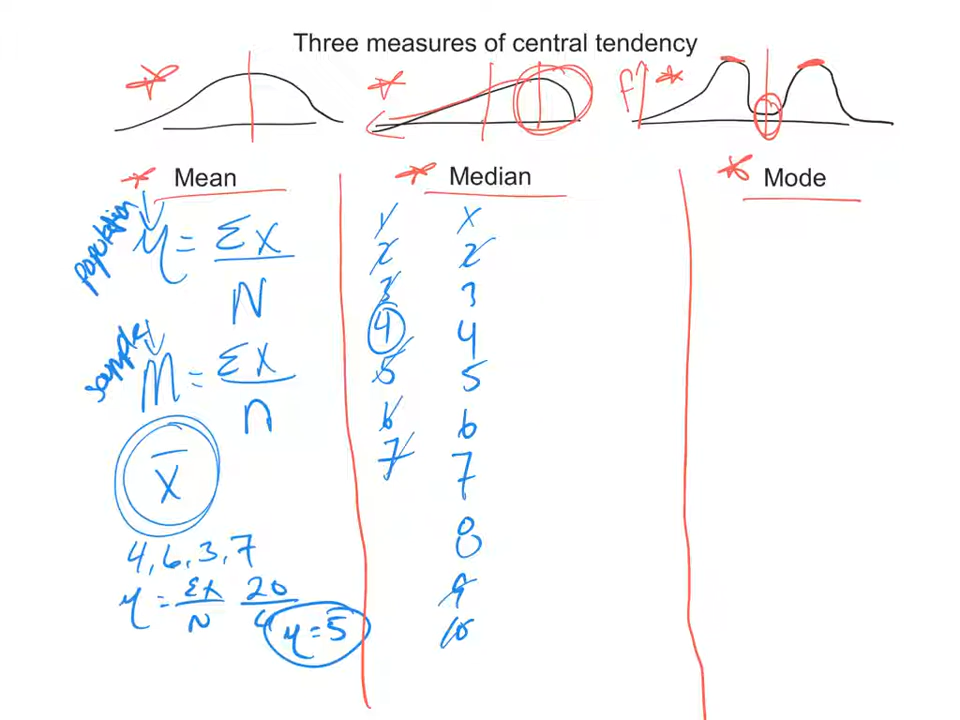 Three measures of central tendency
f
Mean
population
μ = Σx / N
sample
M = Σx / n
x̄
4, 6, 3, 7
μ = Σx / N 20 / 4
μ = 5
Median
1 1
2 2
3 3
4 4
5 5
6 6
7 7
8
9
10
Mode